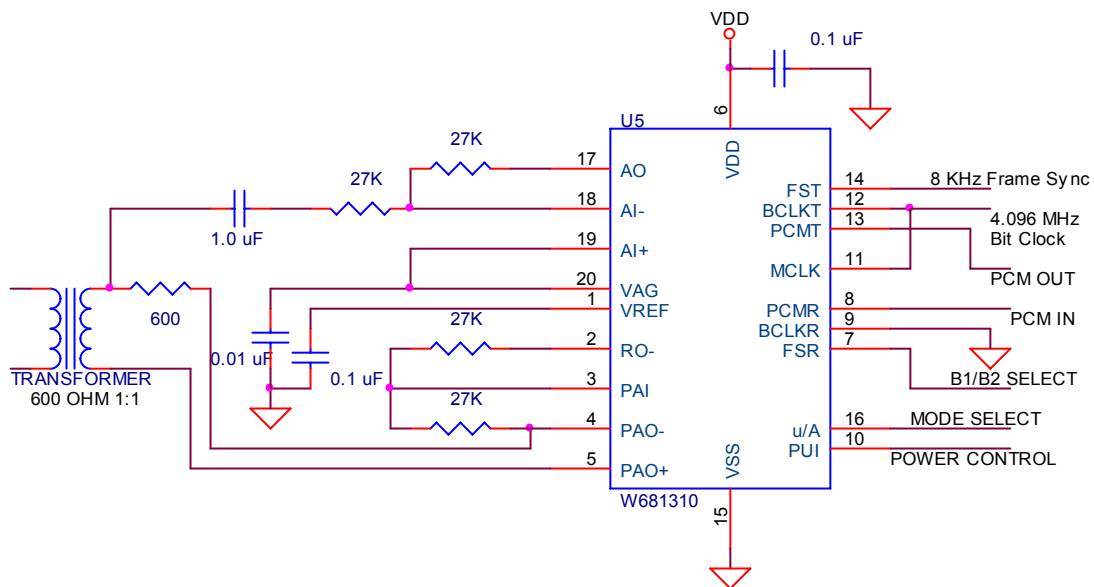 VDD
0.1 uF
6
U5
VDD
27K
17
AO
27K
18
AI-
1.0 uF
19
AI+
20
VAG
1
VREF
600
0.01 uF
0.1 uF
27K
2
RO-
3
PAI
27K
4
PAO-
5
PAO+
TRANSFORMER
600 OHM 1:1
FST
14
8 KHz Frame Sync
BCLKT
12
PCMT
13
4.096 MHz
Bit Clock
MCLK
11
PCM OUT
PCMR
8
PCM IN
BCLKR
9
FSR
7
B1/B2 SELECT
u/A
16
MODE SELECT
PUI
10
POWER CONTROL
VSS
W681310
15